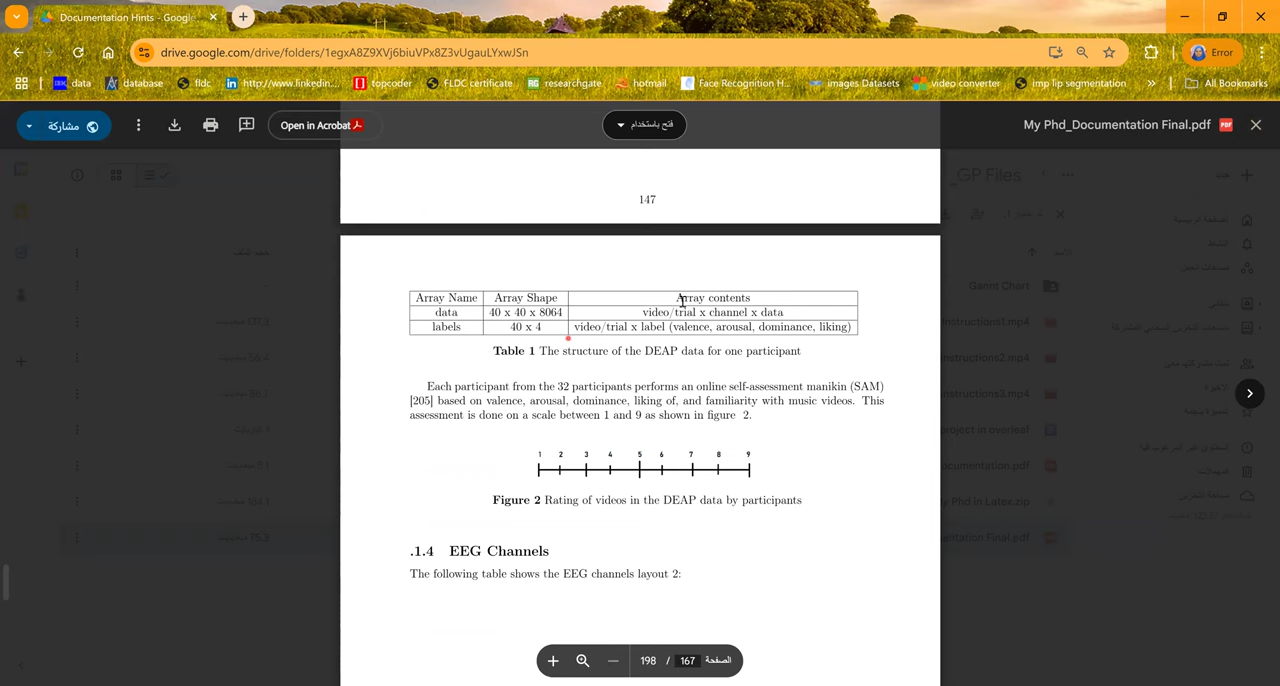 Documentation Hints - Google
drive.google.com/drive/folders/1egxA8Z9XVj6biuVPx8Z3vUgauLYxwJSn
Error
data
database
fldc
http://www.linkedin...
topcoder
FLDC certificate
RG researchgate
hotmail
Face Recognition H...
images Datasets
video converter
imp lip segmentation
»
All Bookmarks
مشاركة
Open in Acrobat
فتح باستخدام
My Phd_Documentation Final.pdf
PDF
_GP Files
Gantt Chart
147
Array Name Array Shape Array contents
data 40 x 40 x 8064 video/trial x channel x data
labels 40 x 4 video/trial x label (valence, arousal, dominance, liking)
Table 1 The structure of the DEAP data for one participant
Each participant from the 32 participants performs an online self-assessment manikin (SAM)
[205] based on valence, arousal, dominance, liking of, and familiarity with music videos. This
assessment is done on a scale between 1 and 9 as shown in figure 2.
1 2 3 4 5 6 7 8 9
Figure 2 Rating of videos in the DEAP data by participants
.1.4 EEG Channels
The following table shows the EEG channels layout 2:
nstructions1.mp4
nstructions2.mp4
nstructions3.mp4
project in overleaf
ocumentation.pdf
ly Phd in Latex.zip
entation Final.pdf
الصفحة 167 / 198